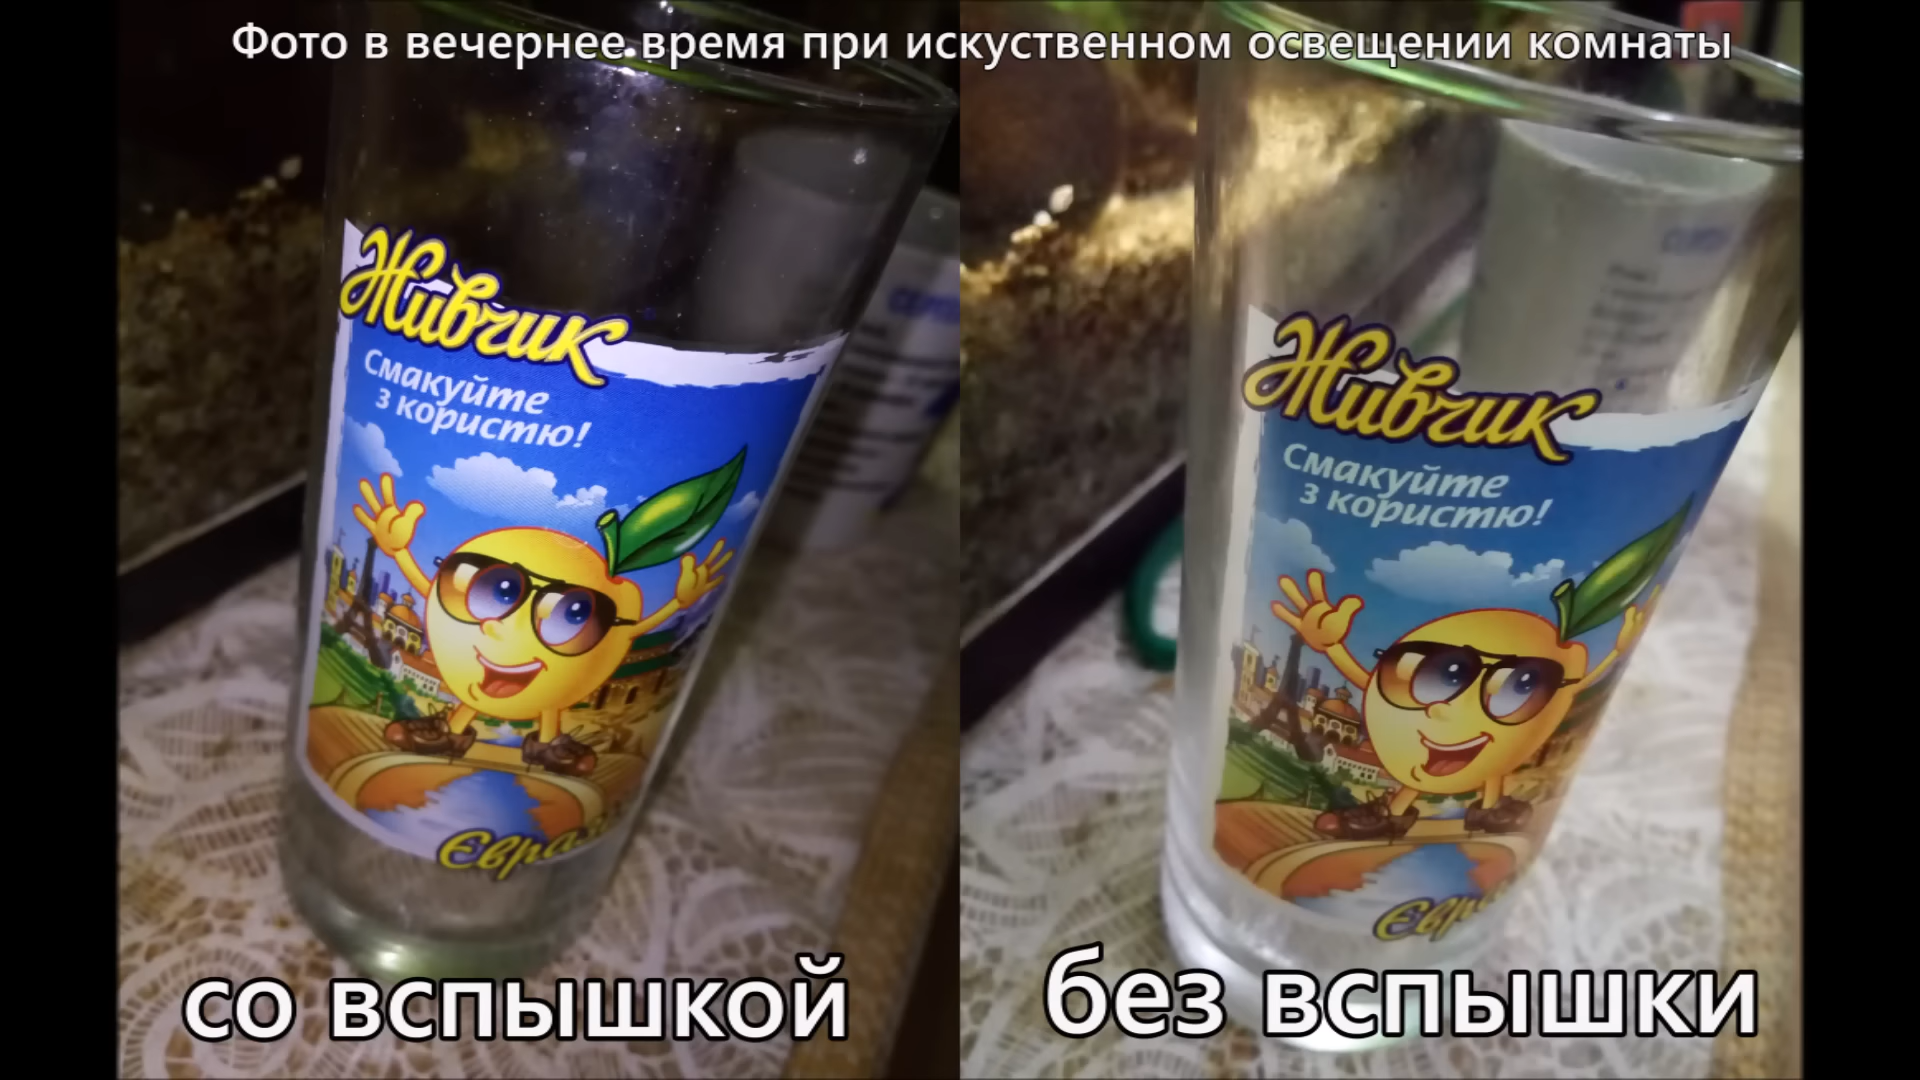 Фото в вечернее время при искуственном освещении комнаты
Живчик
Смакуйте
з користю!
Живчик
Смакуйте
з користю!
со вспышкой
без вспышки